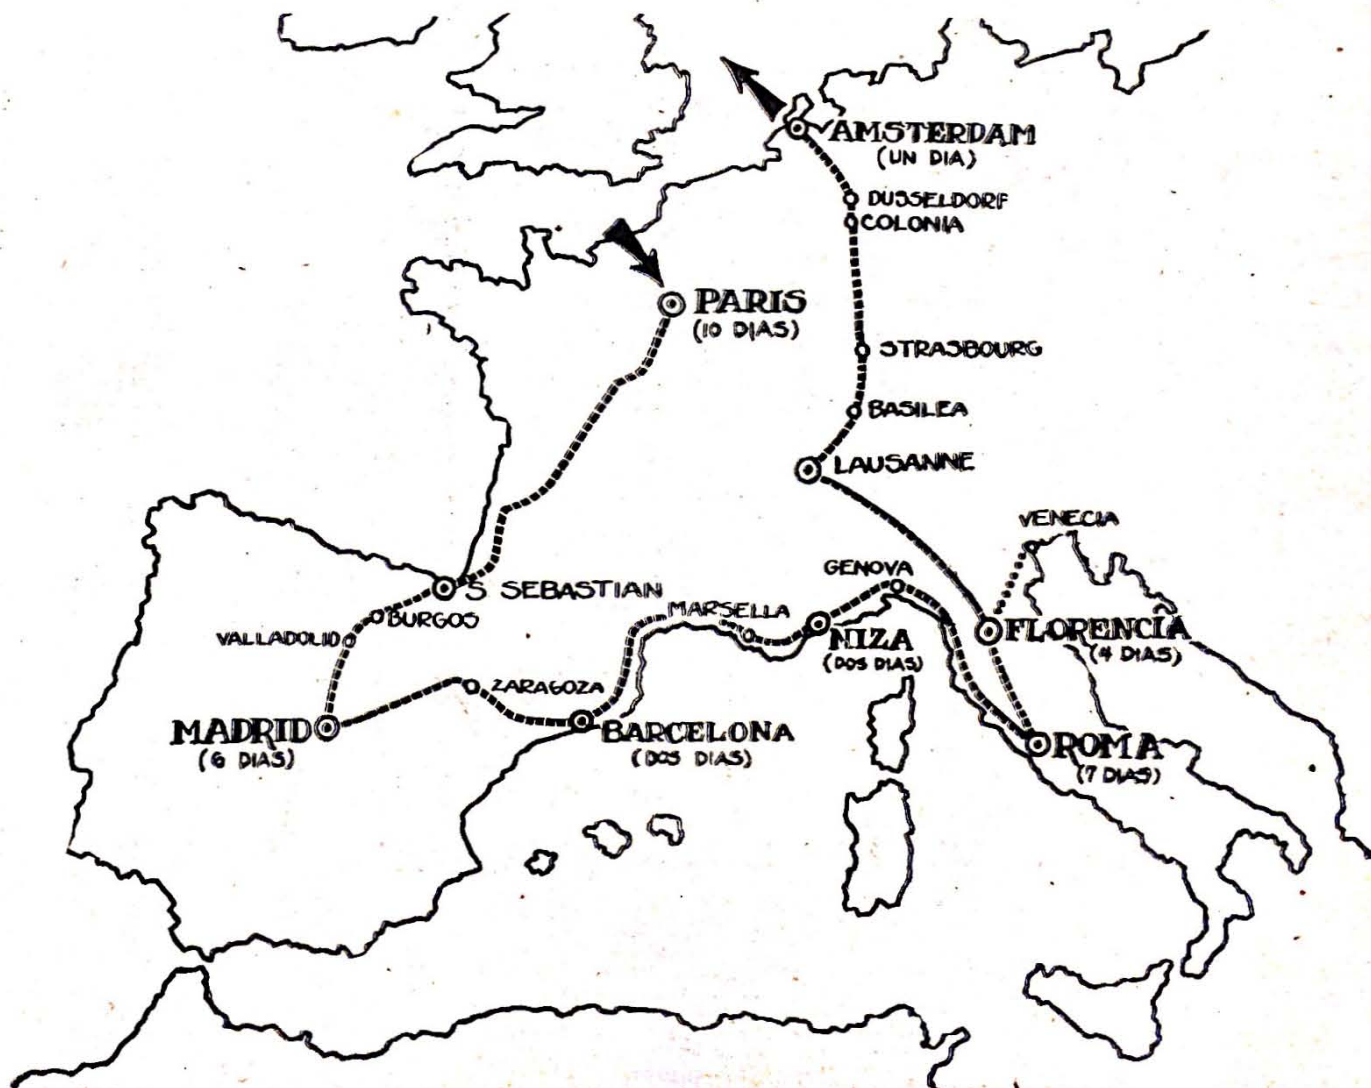 AMSTERDAM
(UN DIA)
DUSSELDORF
COLONIA
PARIS
(10 DIAS)
STRASBOURG
BASILEA
LAUSANNE
VENECIA
GENOVA
S SEBASTIAN
BURGOS
MARSELLA
VALLADOLID
NIZA
(DOS DIAS)
FLORENCIA
(4 DIAS)
ZARAGOZA
MADRID
(6 DIAS)
BARCELONA
(DOS DIAS)
ROMA
(7 DIAS)